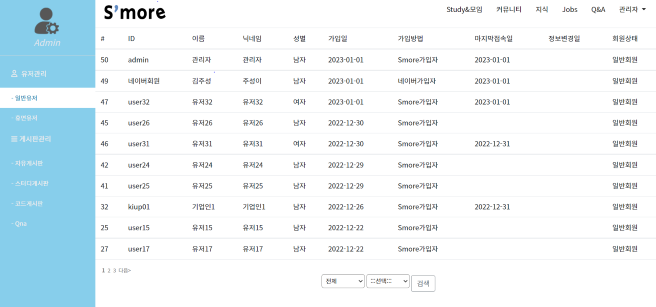 S'more
Study&모임 커뮤니티 지식 Jobs Q&A 관리자
Admin
유저관리
- 일반유저
게시판관리
- 자유게시판
- 스터디게시판
- 코드게시판
- QNA
# ID 이름 닉네임 성별 가입일 가입방법 마지막접속일 정보변경일 회원상태
50 admin 관리자 관리자 남자 2023-01-01 Smore가입자 2023-01-01 일반회원
49 네이버회원 김주성 주성이 남자 2023-01-01 네이버가입자 2023-01-01 일반회원
47 user32 유저32 유저32 여자 2023-01-01 Smore가입자 2023-01-01 일반회원
45 user26 유저26 유저26 남자 2022-12-30 Smore가입자 일반회원
46 user31 유저31 유저31 여자 2022-12-30 Smore가입자 2022-12-31 일반회원
42 user24 유저24 유저24 남자 2022-12-29 Smore가입자 일반회원
41 user25 유저25 유저25 남자 2022-12-29 Smore가입자 일반회원
32 kiup01 기업인1 기업인1 남자 2022-12-26 Smore가입자 2022-12-31 일반회원
25 user15 유저15 유저15 남자 2022-12-22 Smore가입자 일반회원
27 user17 유저17 유저17 남자 2022-12-22 Smore가입자 일반회원
1 2 3 다음>
전체 :::선택::: 검색